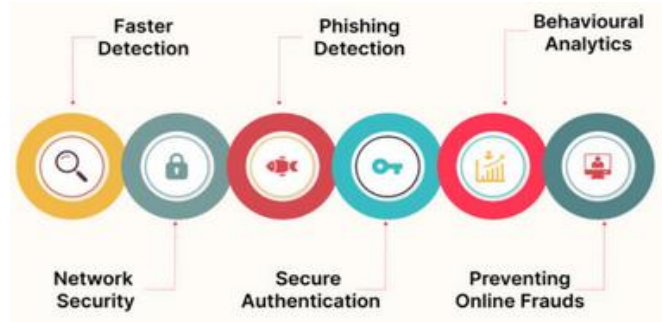 Faster
Detection
Phishing
Detection
Behavioural
Analytics
Network
Security
Secure
Authentication
Preventing
Online Frauds